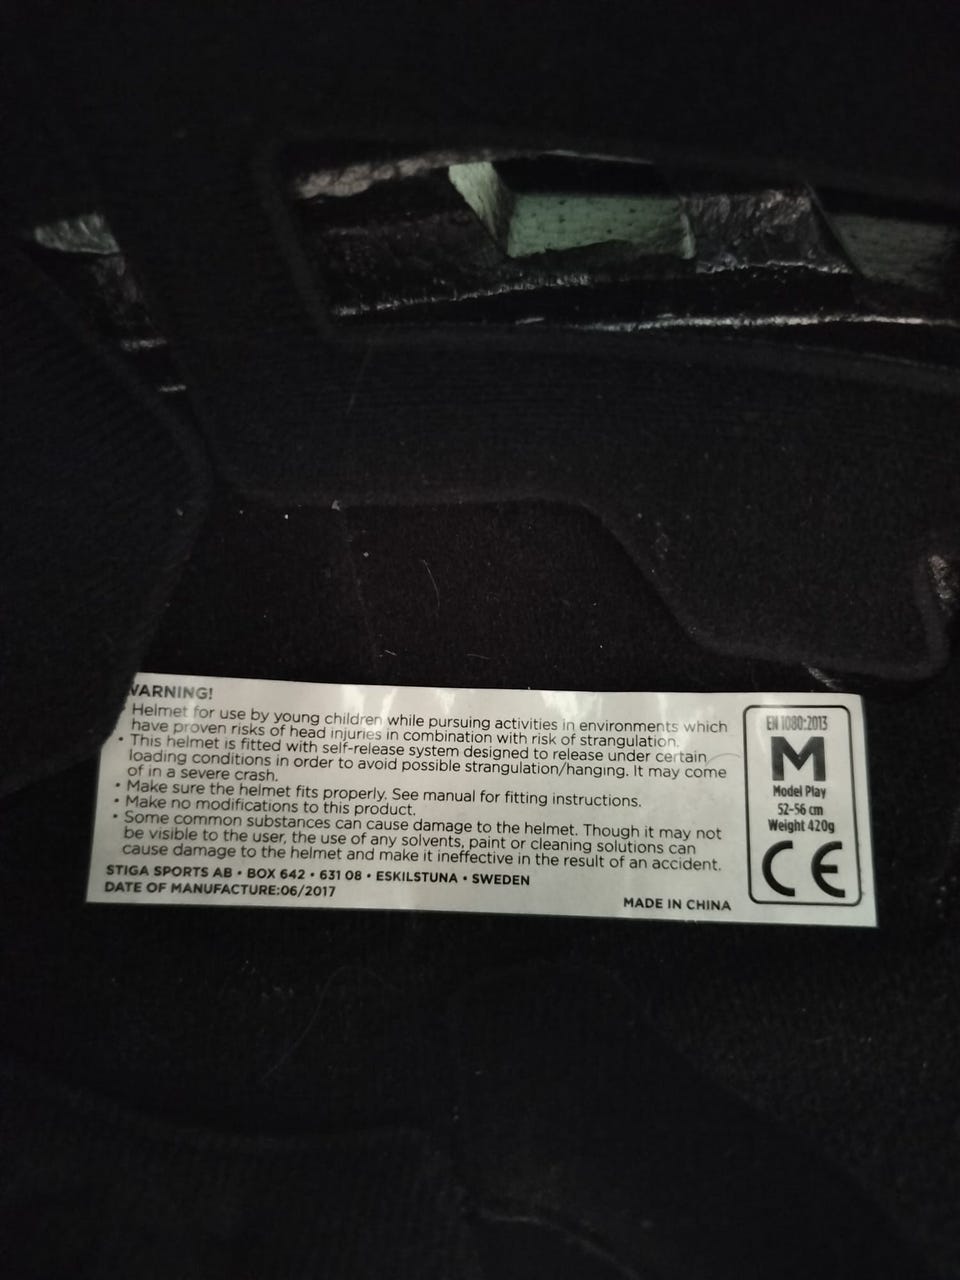 WARNING!
Helmet for use by young children while pursuing activities in environments which
have proven risks of head injuries in combination with risk of strangulation.
• This helmet is fitted with self-release system designed to release under certain
loading conditions in order to avoid possible strangulation/hanging. It may come
of in a severe crash.
• Make sure the helmet fits properly. See manual for fitting instructions.
• Make no modifications to this product.
• Some common substances can cause damage to the helmet. Though it may not
be visible to the user, the use of any solvents, paint or cleaning solutions can
cause damage to the helmet and make it ineffective in the result of an accident.
STIGA SPORTS AB • BOX 642 • 631 08 • ESKILSTUNA • SWEDEN
DATE OF MANUFACTURE:06/2017
MADE IN CHINA
EN 1080:2013
M
Model Play
52-56 cm
Weight 420g
CE